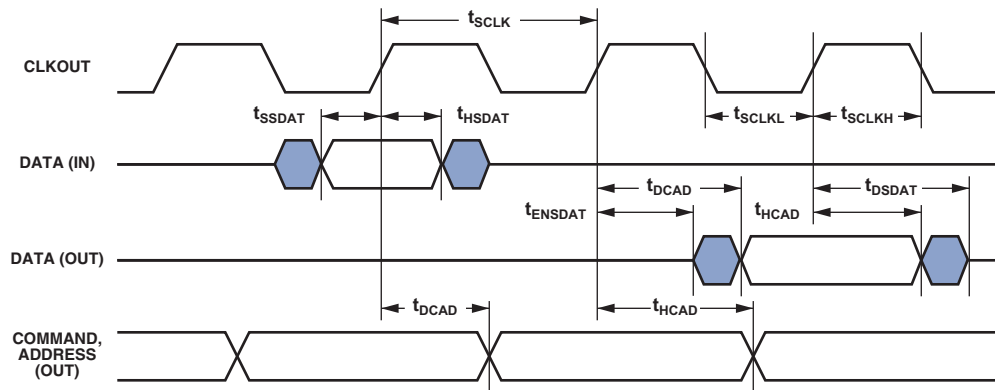 tSCLK
CLKOUT
tSSDAT
tHSDAT
tSCLKL
tSCLKH
DATA (IN)
tDCAD
tDSDAT
tENSDAT
tHCAD
DATA (OUT)
tDCAD
tHCAD
COMMAND,
ADDRESS
(OUT)